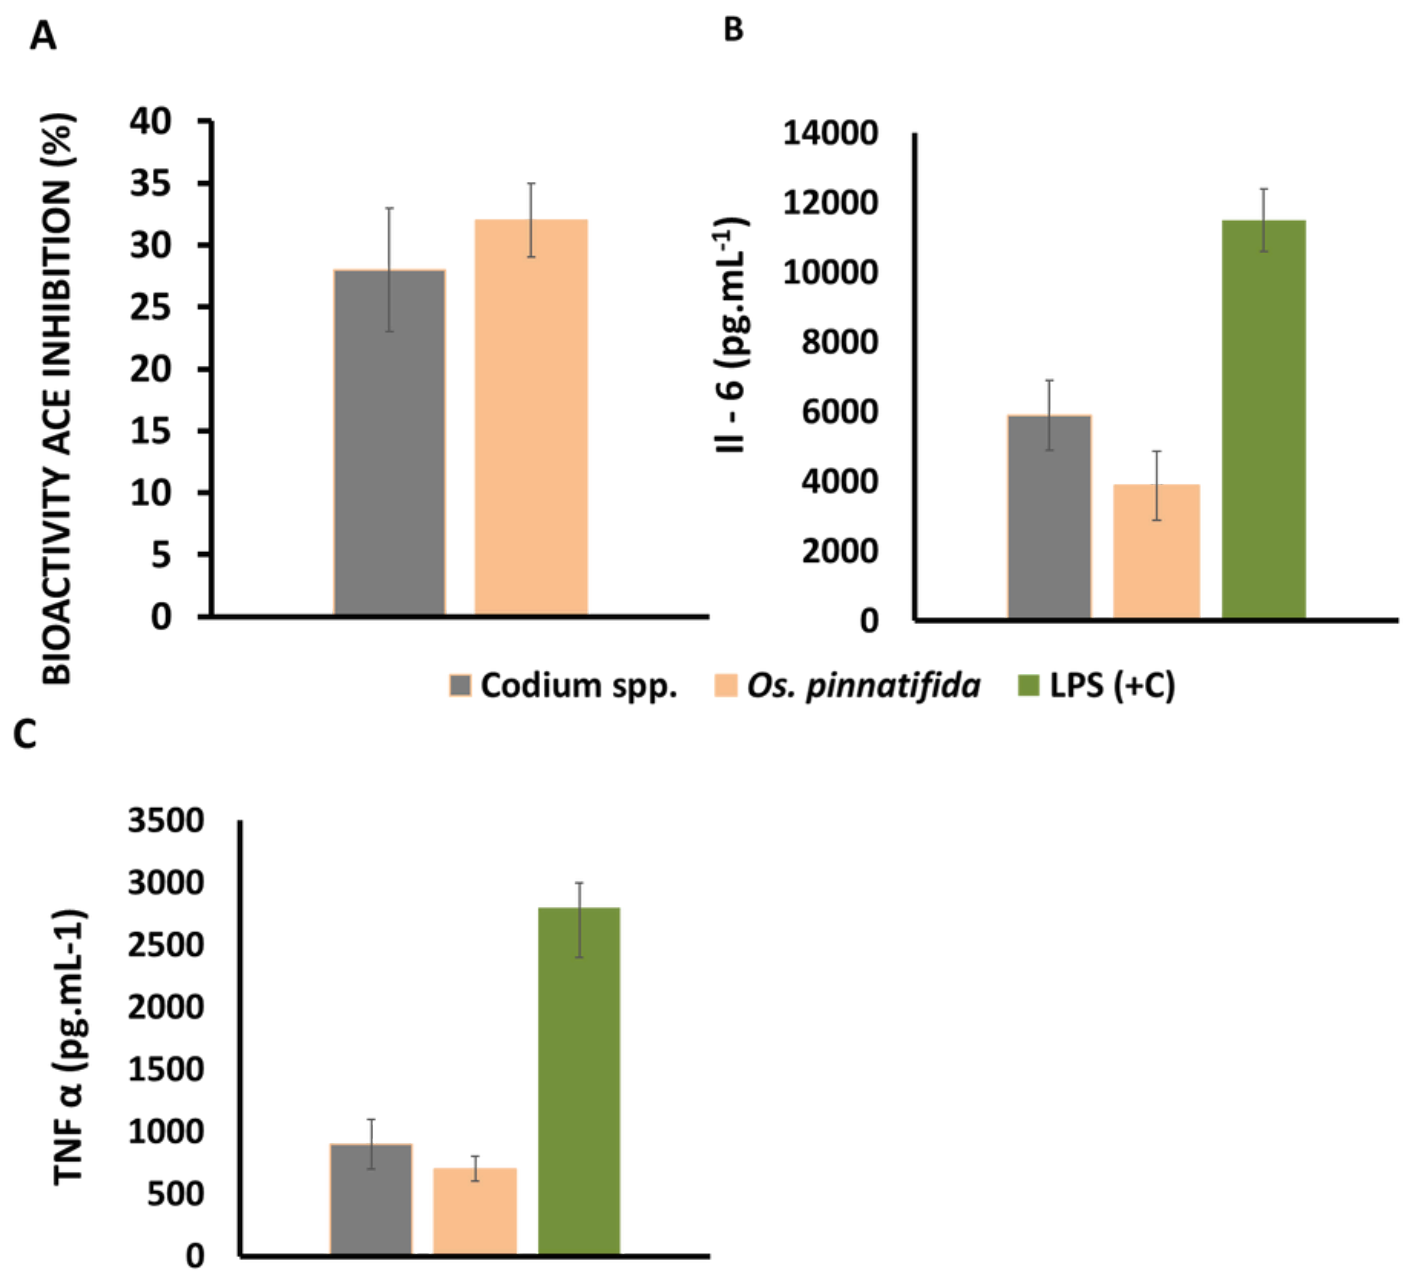 A
BIOACTIVITY ACE INHIBITION (%)
40
35
30
25
20
15
10
5
0
B
Il - 6 (pg.mL-1)
14000
12000
10000
8000
6000
4000
2000
0
Codium spp.
Os. pinnatifida
LPS (+C)
C
TNF α (pg.mL-1)
3500
3000
2500
2000
1500
1000
500
0